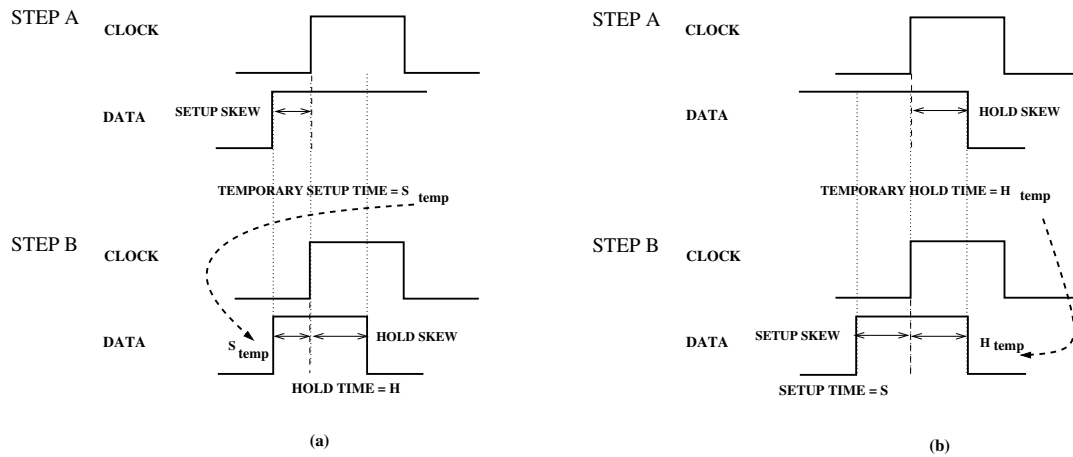 STEP A
CLOCK
DATA
SETUP SKEW
TEMPORARY SETUP TIME = S temp
STEP B
CLOCK
DATA
S temp
HOLD SKEW
HOLD TIME = H
(a)
STEP A
CLOCK
DATA
HOLD SKEW
TEMPORARY HOLD TIME = H temp
STEP B
CLOCK
DATA
SETUP SKEW
H temp
SETUP TIME = S
(b)